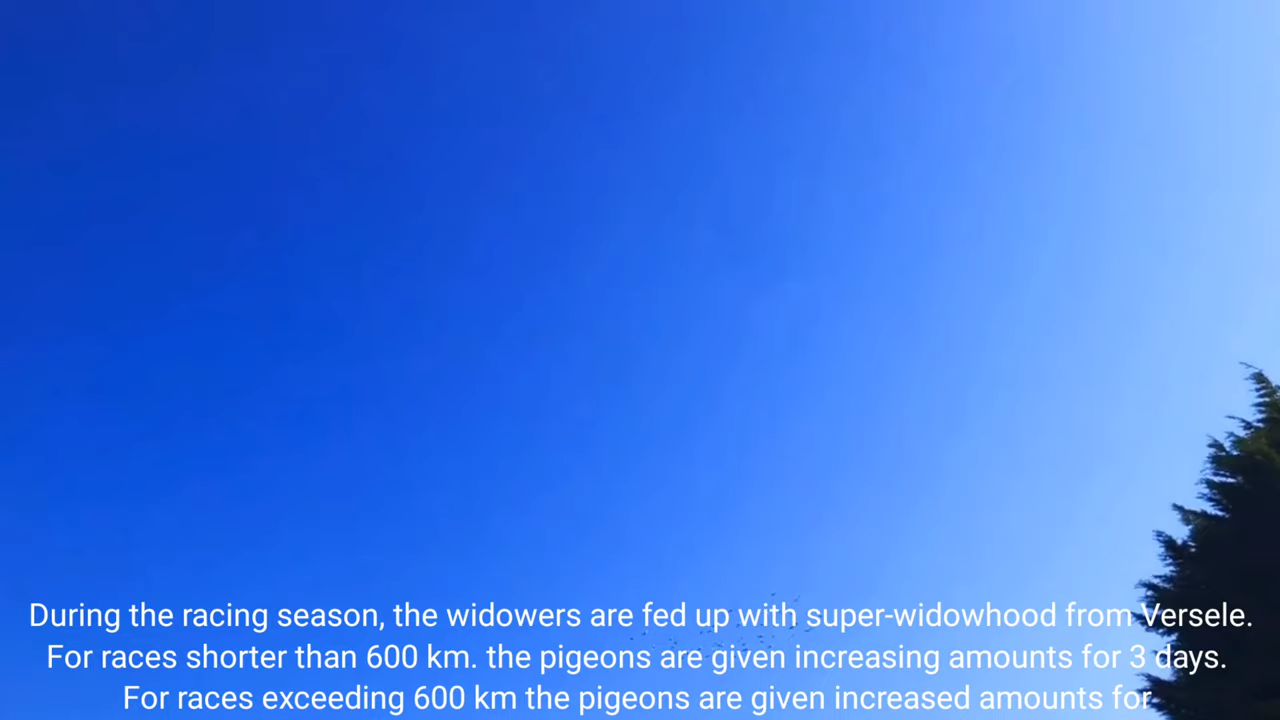 During the racing season, the widowers are fed up with super-widowhood from Versele.
For races shorter than 600 km. the pigeons are given increasing amounts for 3 days.
For races exceeding 600 km the pigeons are given increased amounts for